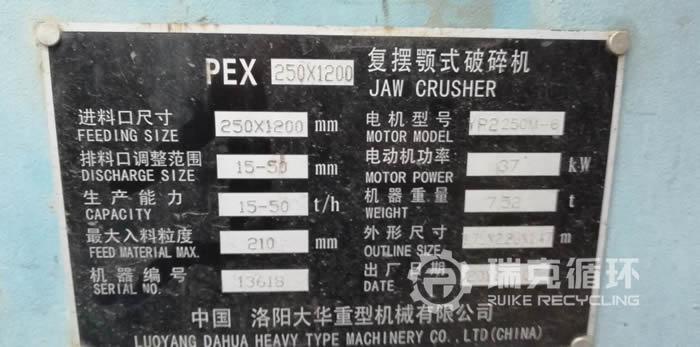 PEX 250X1200 复摆颚式破碎机
JAW CRUSHER
进料口尺寸 250X1200 mm
FEEDING SIZE
电机型号 YR2250M-6
MOTOR MODEL
排料口调整范围 15-50 mm
DISCHARGE SIZE
电动机功率 37 kW
MOTOR POWER
生产能力 15-50 t/h
CAPACITY
机器重量 7.52 t
WEIGHT
最大入料粒度 210 mm
FEED MATERIAL MAX.
外形尺寸 m
OUTLINE SIZE
机器编号 13618
SERIAL NO.
出厂日期
DATE
瑞克循环
RUIKE RECYCLING
中国 洛阳大华重型机械有限公司
LUOYANG DAHUA HEAVY TYPE MACHINERY CO.,LTD(CHINA)